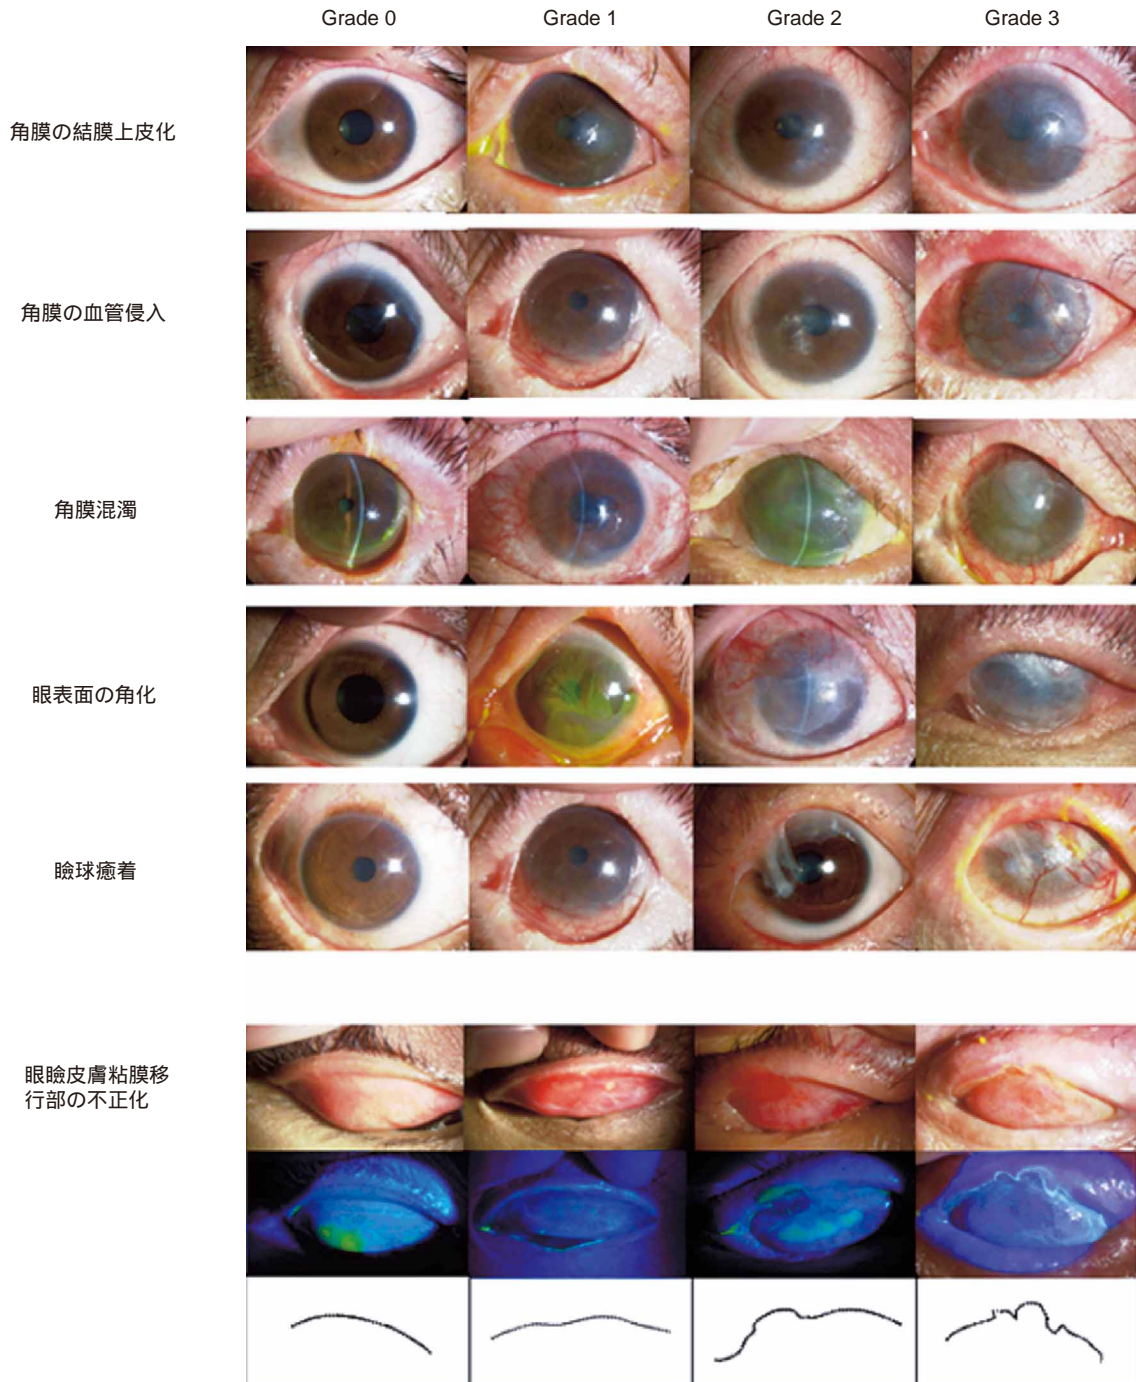 Grade 0 Grade 1 Grade 2 Grade 3
角膜の結膜上皮化
角膜の血管侵入
角膜混濁
眼表面の角化
瞼球癒着
眼瞼皮膚粘膜移
行部の不正化